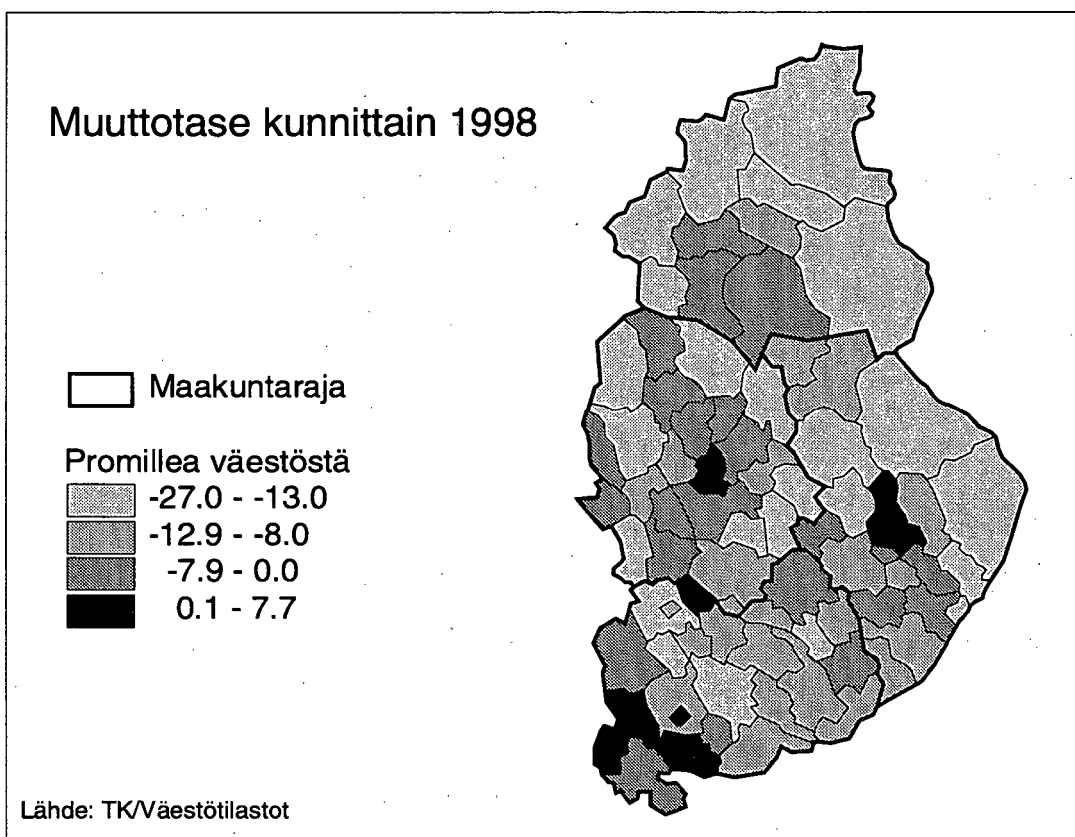 Muuttotase kunnittain 1998
Maakuntaraja
Promillea väestöstä
-27.0 - -13.0
-12.9 - -8.0
-7.9 - 0.0
0.1 - 7.7
Lähde: TK/Väestötilastot